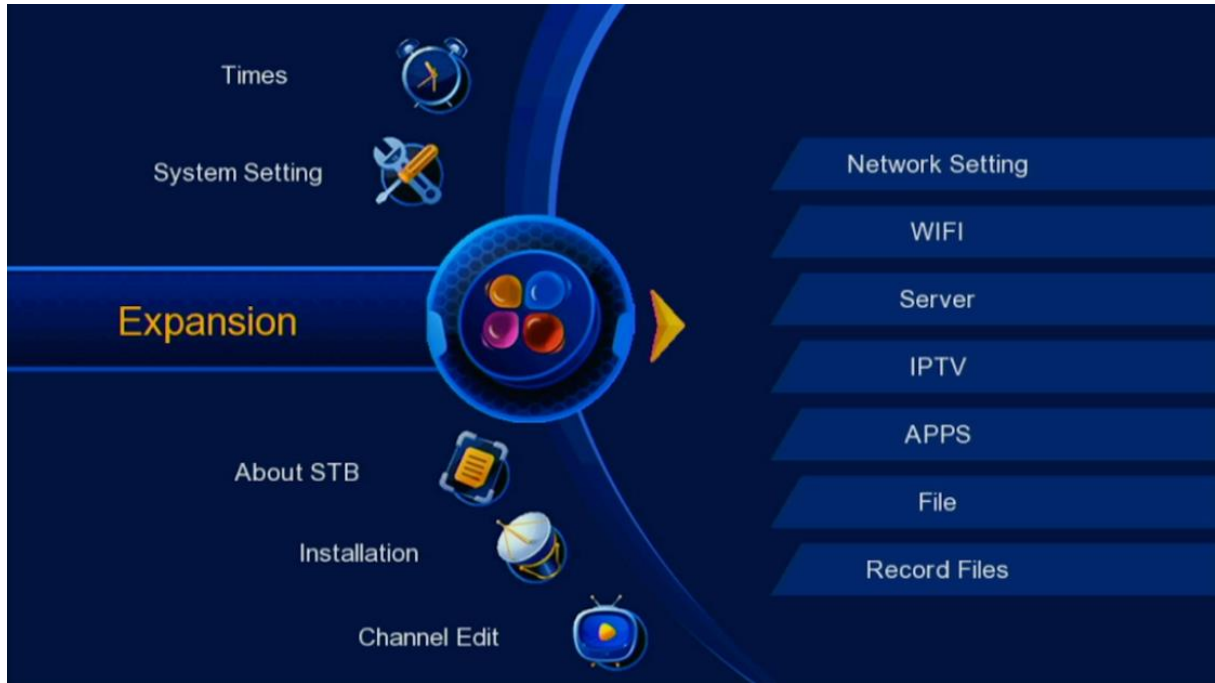 Times
System Setting
Expansion
About STB
Installation
Channel Edit
Network Setting
WIFI
Server
IPTV
APPS
File
Record Files